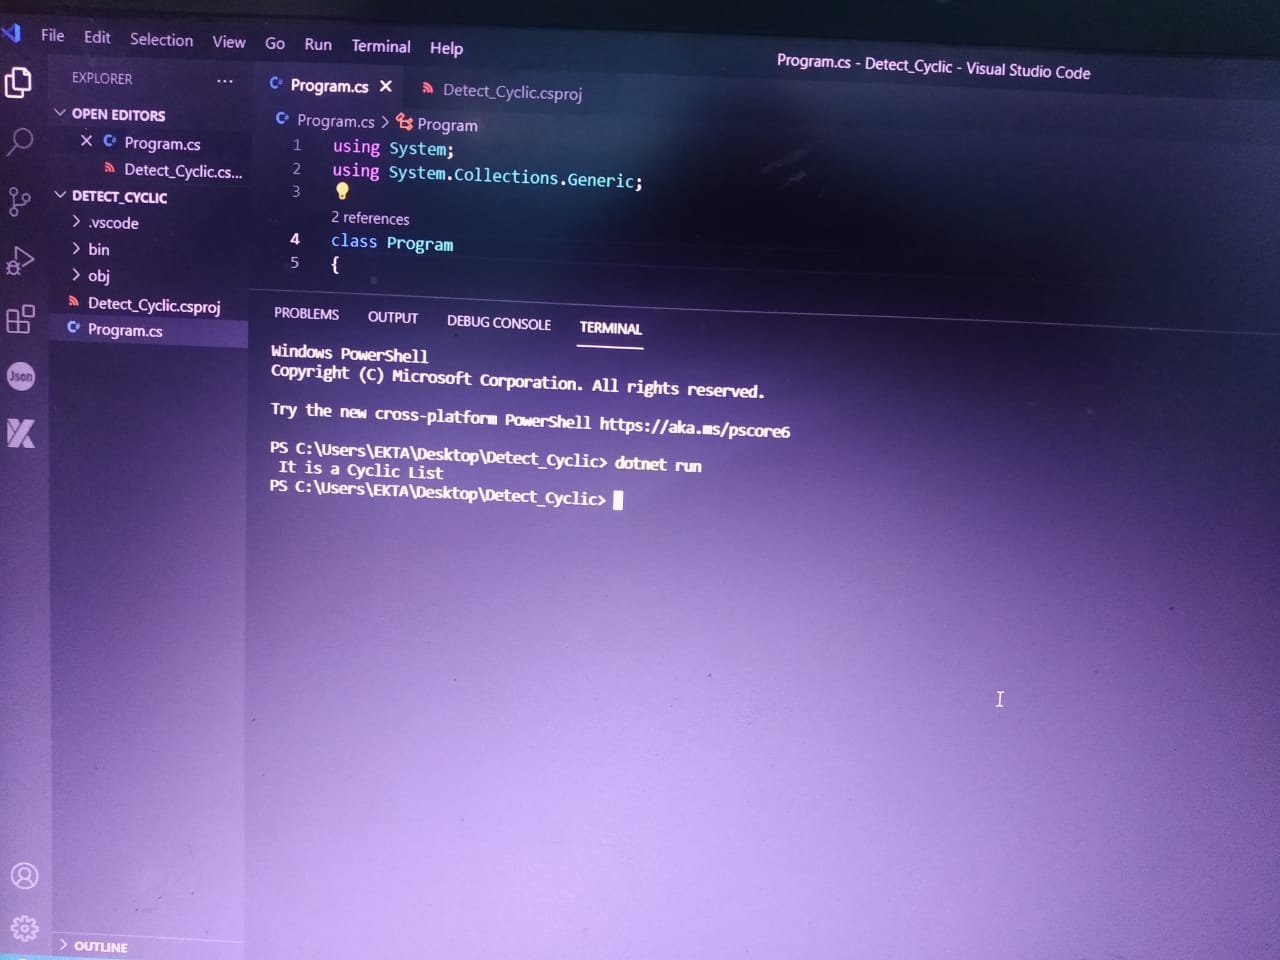 File Edit Selection View Go Run Terminal Help
Program.cs - Detect_Cyclic - Visual Studio Code
EXPLORER ...
OPEN EDITORS
Program.cs
Detect_Cyclic.cs...
DETECT_CYCLIC
.vscode
bin
obj
Detect_Cyclic.csproj
Program.cs
OUTLINE
Json
Program.cs Detect_Cyclic.csproj
Program.cs > Program
1 using System;
2 using System.Collections.Generic;
3
2 references
4 class Program
5 {
PROBLEMS OUTPUT DEBUG CONSOLE TERMINAL
Windows PowerShell
Copyright (C) Microsoft Corporation. All rights reserved.
Try the new cross-platform PowerShell https://aka.ms/pscore6
PS C:\Users\EKTA\Desktop\Detect_Cyclic> dotnet run
It is a Cyclic List
PS C:\Users\EKTA\Desktop\Detect_Cyclic>